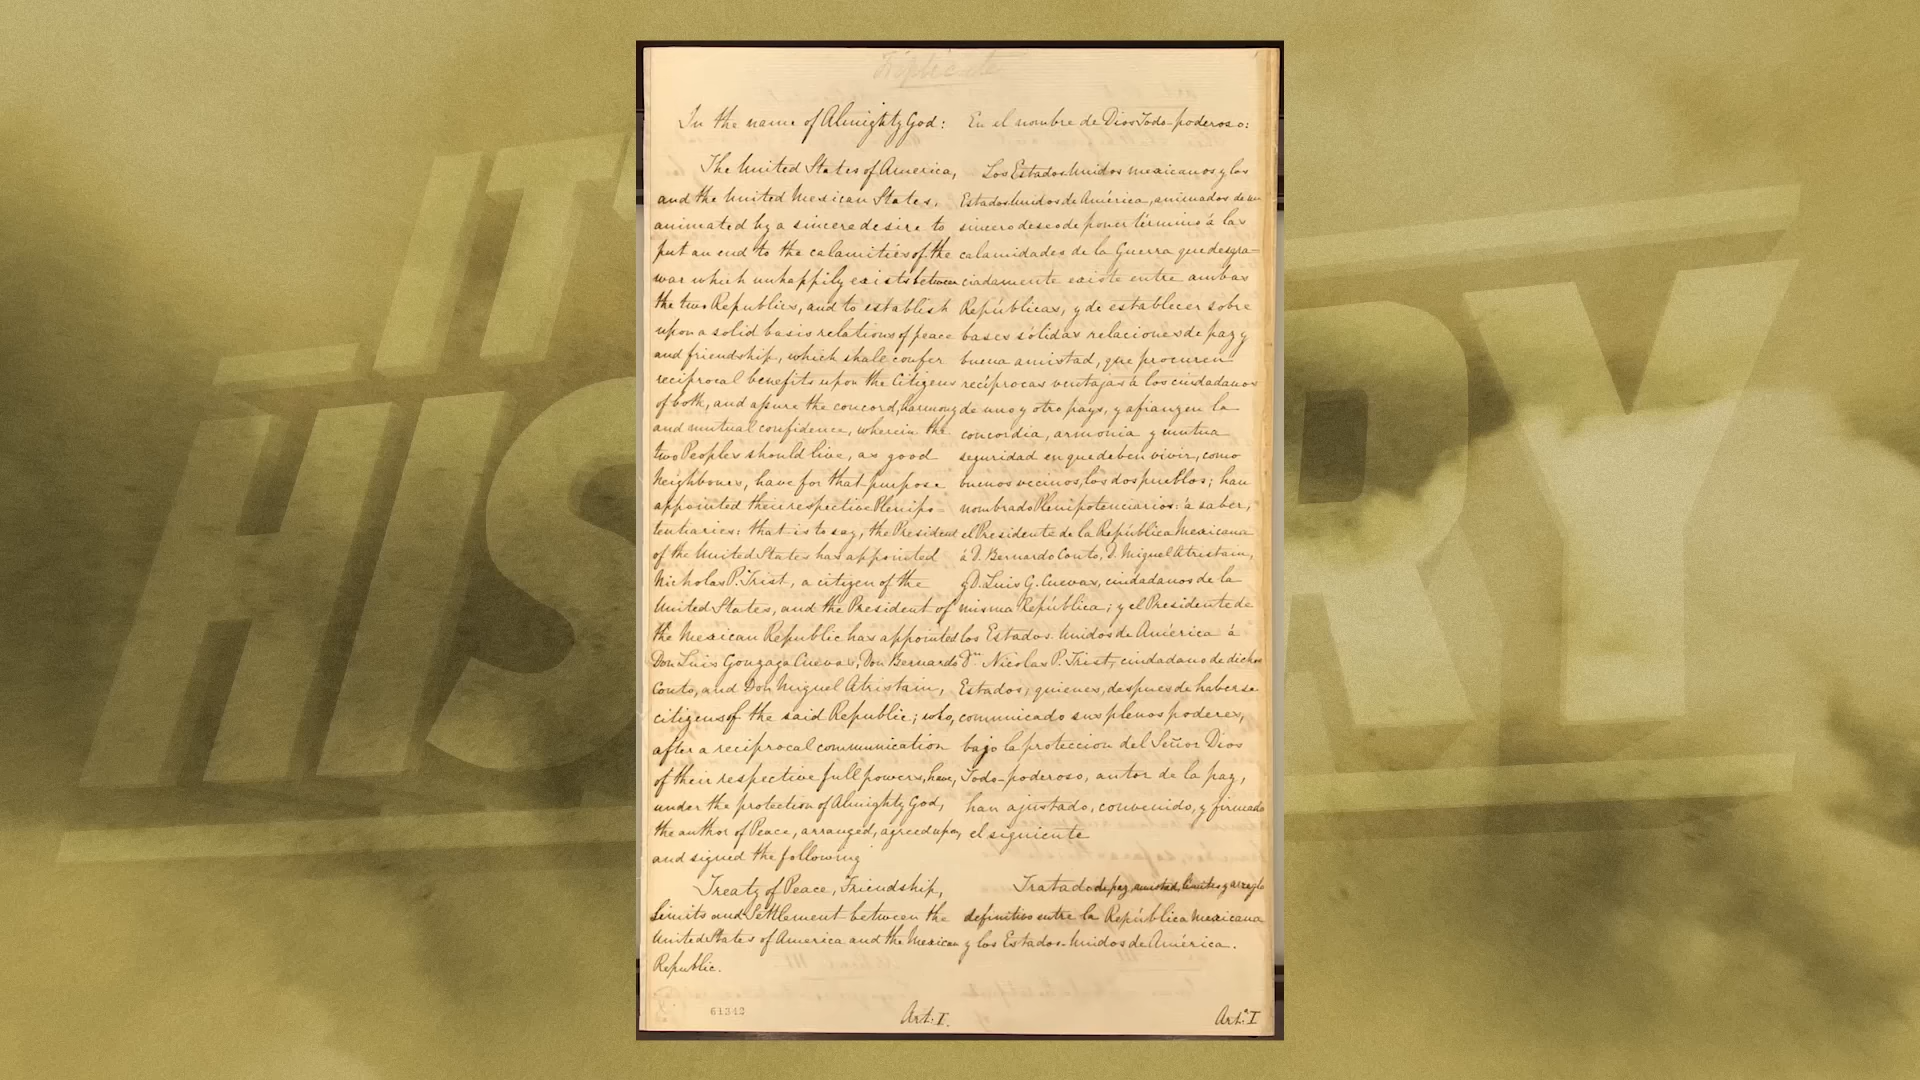 IT'S
HISTORY
Triplicate
In the name of Almighty God:
The United States of America,
and the United Mexican States,
animated by a sincere desire to
put an end to the calamities of the
war which unhappily exists between
the two Republics, and to establish
upon a solid basis relations of peace
and friendship, which shall confer
reciprocal benefits upon the Citizens
of both, and assure the concord, harmony
and mutual confidence, wherein the
two Peoples should live, as good
Neighbours, have for that purpose
appointed their respective Plenipo-
tentiaries: that is to say, the President
of the United States has appointed
Nicholas P. Trist, a citizen of the
United States, and the President of
the Mexican Republic has appointed
Don Luis Gonzaga Cuevas, Don Bernardo
Couto, and Don Miguel Atristain,
citizens of the said Republic; who,
after a reciprocal communication
of their respective full powers, have,
under the protection of Almighty God,
the author of Peace, arranged, agreed upon,
and signed the following
Treaty of Peace, Friendship,
Limits and Settlement between the
United States of America and the Mexican
Republic.
61342
Art: I.
En el nombre de Dios Todo-poderoso:
Los Estados-Unidos mexicanos y los
Estados Unidos de América, animados de un
sincero deseo de poner término á las
calamidades de la Guerra que desgra-
ciadamente existe entre ambas
Repúblicas, y de establecer sobre
bases sólidas relaciones de paz y
buena amistad, que procuren
recíprocas ventajas á los ciudadanos
de uno y otro pays, y afianzen la
concordia, armonia y mutua
seguridad en que deben vivir, como
buenos vecinos, los dos pueblos; han
nombrado Plenipotenciarios: á saber,
el Presidente de la República Mexicana
á D. Bernardo Couto, D. Miguel Atristain,
y D. Luis G. Cuevas, ciudadanos de la
misma República; y el Presidente de
los Estados-Unidos de América á
Dn. Nicolas P. Trist, ciudadano de dichos
Estados; quienes, despues de haberse
comunicado sus plenos poderes,
bajo la proteccion del Señor Dios
Todo-poderoso, autor de la paz,
han ajustado, convenido, y firmado
el siguiente
Tratado de paz, amistad, límites y arreglo
definitivo entre la República Mexicana
y los Estados-Unidos de América.
Art.° I